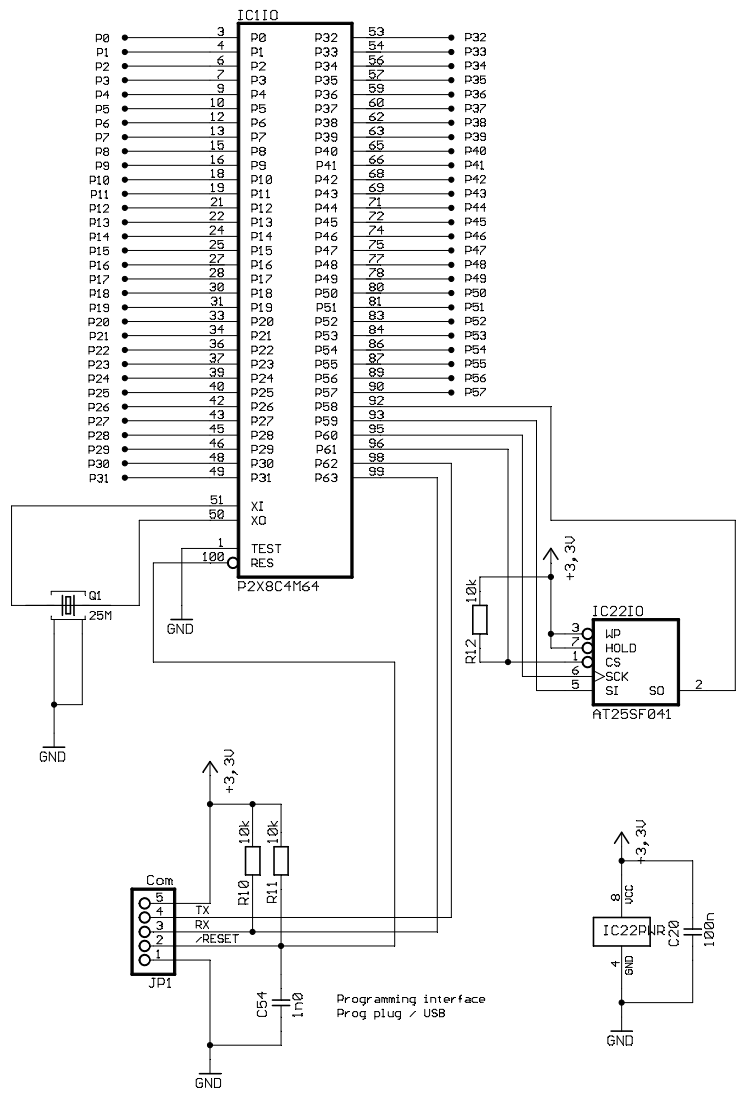 IC1IO
P0 3 P0 P32 53 P32
P1 4 P1 P33 54 P33
P2 6 P2 P34 56 P34
P3 7 P3 P35 57 P35
P4 9 P4 P36 59 P36
P5 10 P5 P37 60 P37
P6 12 P6 P38 62 P38
P7 13 P7 P39 63 P39
P8 15 P8 P40 65 P40
P9 16 P9 P41 66 P41
P10 18 P10 P42 68 P42
P11 19 P11 P43 69 P43
P12 21 P12 P44 71 P44
P13 22 P13 P45 72 P45
P14 24 P14 P46 74 P46
P15 25 P15 P47 75 P47
P16 27 P16 P48 77 P48
P17 28 P17 P49 78 P49
P18 30 P18 P50 80 P50
P19 31 P19 P51 81 P51
P20 33 P20 P52 83 P52
P21 34 P21 P53 84 P53
P22 36 P22 P54 86 P54
P23 37 P23 P55 87 P55
P24 39 P24 P56 89 P56
P25 40 P25 P57 90 P57
P26 42 P26 P58 92
P27 43 P27 P59 93
P28 45 P28 P60 95
P29 46 P29 P61 96
P30 48 P30 P62 98
P31 49 P31 P63 99
51 XI
50 XO
1 TEST
100 RES
P2X8C4M64
Q1
25M
GND
GND
+3,3V
10k
R12
IC22IO
3 WP
7 HOLD
1 CS
6 SCK
5 SI SO 2
AT25SF041
+3,3V
10k
10k
R10
R11
Com
5
4 TX
3 RX
2 /RESET
1
JP1
C54
1n0
Programming interface
Prog plug / USB
GND
+3,3V
8
VCC
IC22PWR
C20
100n
4
GND
GND